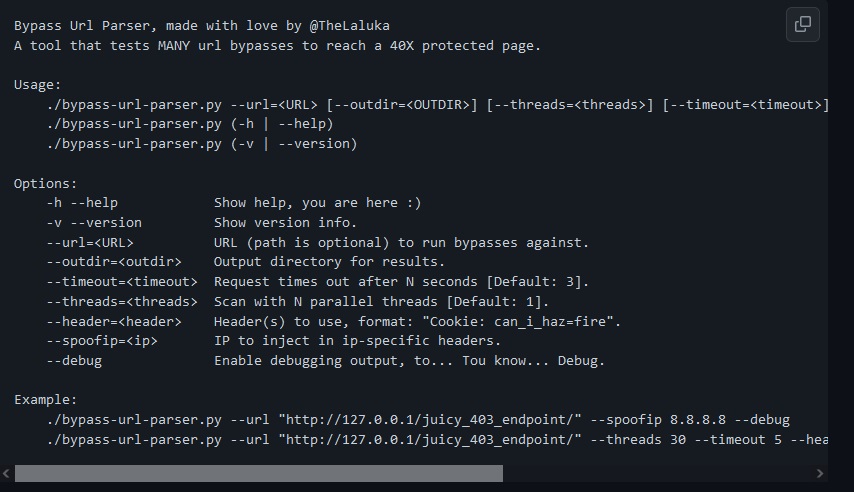 Bypass Url Parser, made with love by @TheLaluka
A tool that tests MANY url bypasses to reach a 40X protected page.
Usage:
./bypass-url-parser.py --url=<URL> [--outdir=<OUTDIR>] [--threads=<threads>] [--timeout=<timeout>]
./bypass-url-parser.py (-h | --help)
./bypass-url-parser.py (-v | --version)
Options:
-h --help Show help, you are here :)
-v --version Show version info.
--url=<URL> URL (path is optional) to run bypasses against.
--outdir=<outdir> Output directory for results.
--timeout=<timeout> Request times out after N seconds [Default: 3].
--threads=<threads> Scan with N parallel threads [Default: 1].
--header=<header> Header(s) to use, format: "Cookie: can_i_haz=fire".
--spoofip=<ip> IP to inject in ip-specific headers.
--debug Enable debugging output, to... Tou know... Debug.
Example:
./bypass-url-parser.py --url "http://127.0.0.1/juicy_403_endpoint/" --spoofip 8.8.8.8 --debug
./bypass-url-parser.py --url "http://127.0.0.1/juicy_403_endpoint/" --threads 30 --timeout 5 --hea